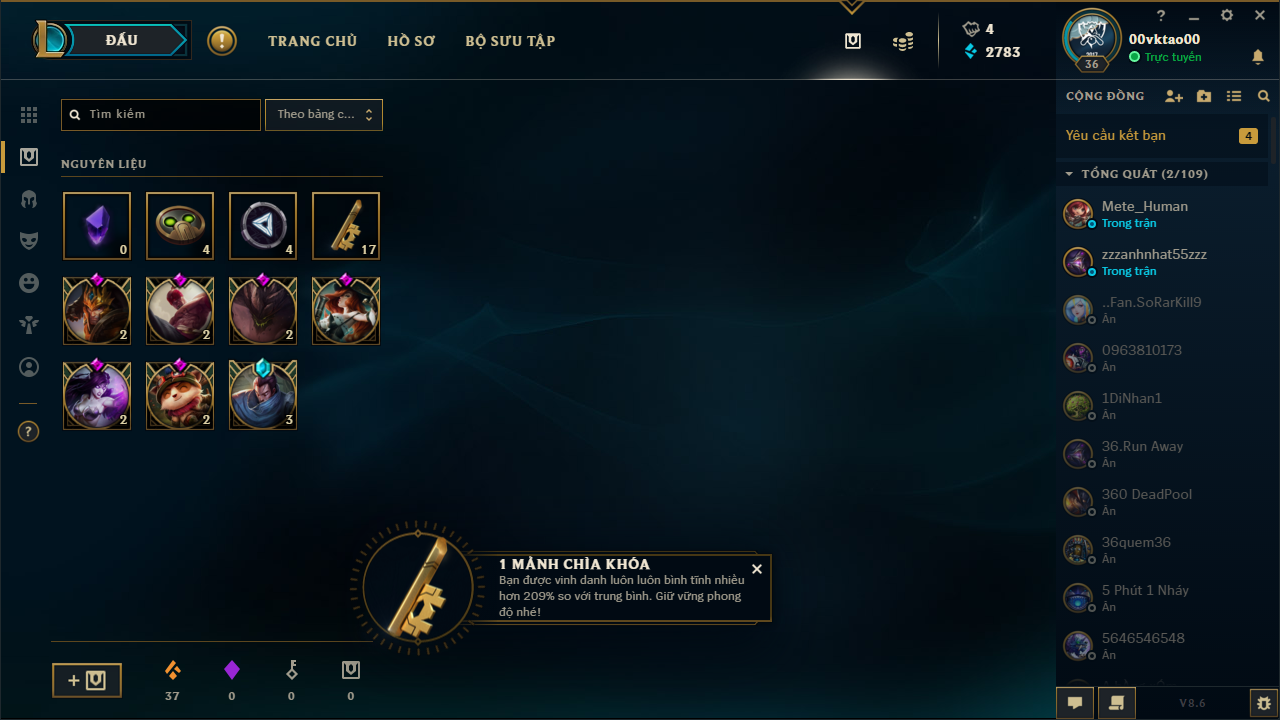 ĐẤU
TRANG CHỦ
HỒ SƠ
BỘ SƯU TẬP
4
2783
36
00vktao00
Trực tuyến
Tìm kiếm
Theo bảng c...
NGUYÊN LIỆU
0
4
4
17
2
2
2
2
2
3
1 MẢNH CHÌA KHÓA
Bạn được vinh danh luôn luôn bình tĩnh nhiều
hơn 209% so với trung bình. Giữ vững phong
độ nhé!
37
0
0
0
CỘNG ĐỒNG
Yêu cầu kết bạn
4
TỔNG QUÁT (2/109)
Mete_Human
Trong trận
zzzanhnhat55zzz
Trong trận
..Fan.SoRarKill9
Ẩn
0963810173
Ẩn
1DiNhan1
Ẩn
36.Run Away
Ẩn
360 DeadPool
Ẩn
36quem36
Ẩn
5 Phút 1 Nháy
Ẩn
5646546548
Ẩn
V8.6